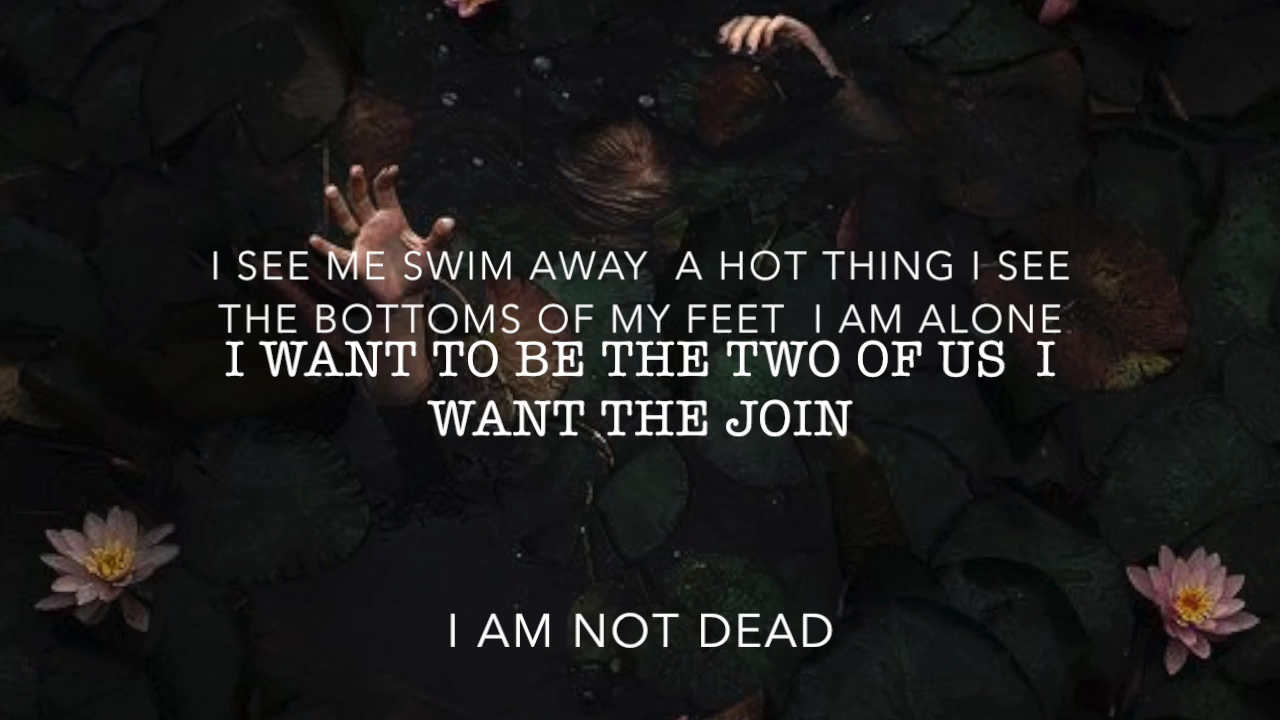 I SEE ME SWIM AWAY  A HOT THING I SEE
THE BOTTOMS OF MY FEET  I AM ALONE
I WANT TO BE THE TWO OF US  I
WANT THE JOIN
I AM NOT DEAD